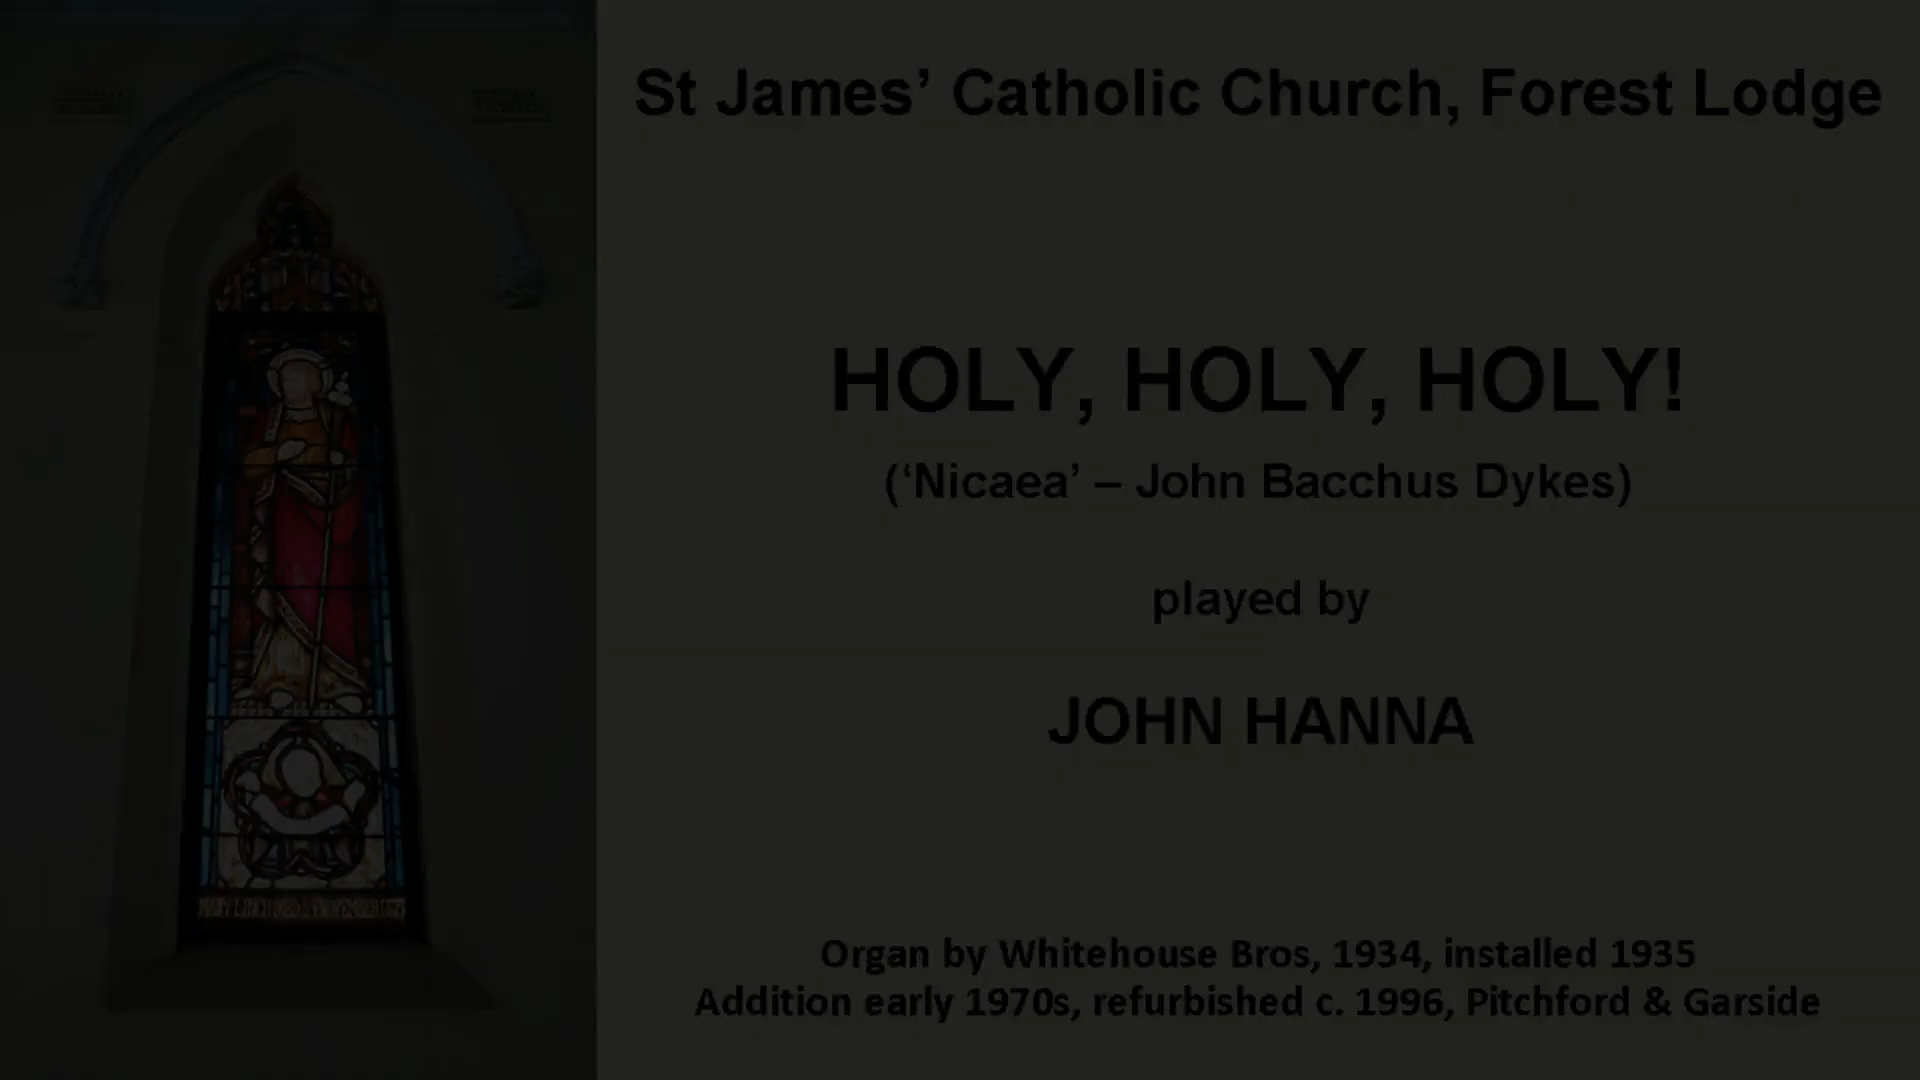 St James’ Catholic Church, Forest Lodge
HOLY, HOLY, HOLY!
(‘Nicaea’ – John Bacchus Dykes)
played by
JOHN HANNA
Organ by Whitehouse Bros, 1934, installed 1935
Addition early 1970s, refurbished c. 1996, Pitchford & Garside